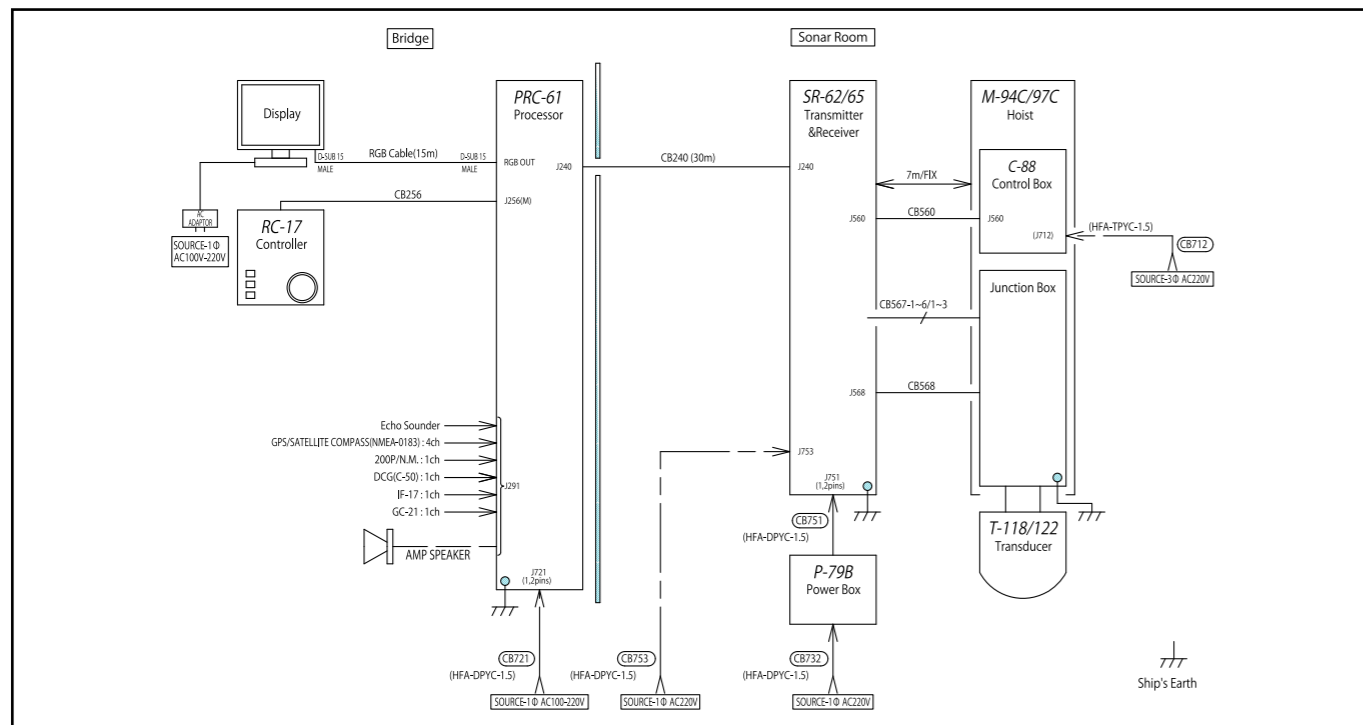 Bridge
Sonar Room
Display
D-SUB 15
MALE
RGB Cable(15m)
D-SUB 15
MALE
AC
ADAPTOR
SOURCE-1Φ
AC100V-220V
RC-17
Controller
CB256
PRC-61
Processor
RGB OUT
J240
J256(M)
CB240 (30m)
SR-62/65
Transmitter
&Receiver
J240
J560
J568
J753
J751
(1,2pins)
7m/FIX
CB560
CB567-1~6/1~3
CB568
M-94C/97C
Hoist
C-88
Control Box
J560
(J712)
(HFA-TPYC-1.5)
CB712
SOURCE-3Φ AC220V
Junction Box
T-118/122
Transducer
Echo Sounder
GPS/SATELLITE COMPASS(NMEA-0183) : 4ch
200P/N.M. : 1ch
DCG(C-50) : 1ch
IF-17 : 1ch
GC-21 : 1ch
J291
AMP SPEAKER
J721
(1,2pins)
CB721
(HFA-DPYC-1.5)
SOURCE-1Φ AC100-220V
CB753
(HFA-DPYC-1.5)
SOURCE-1Φ AC220V
CB751
(HFA-DPYC-1.5)
P-79B
Power Box
CB732
(HFA-DPYC-1.5)
SOURCE-1Φ AC220V
Ship's Earth